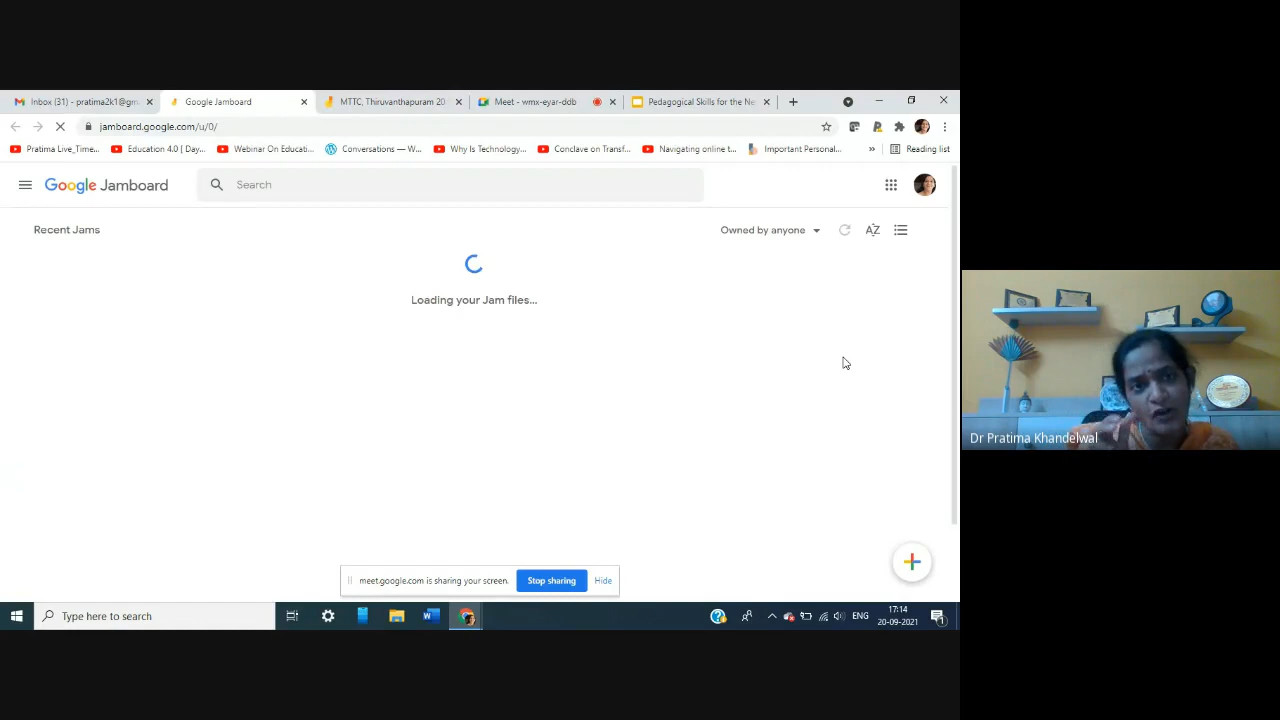 Inbox (31) - pratima2k1@gm
Google Jamboard
MTTC, Thiruvanthapuram 20
Meet - wmx-eyar-ddb
Pedagogical Skills for the Ne
jamboard.google.com/u/0/
Pratima Live_Time...
Education 4.0 [ Day...
Webinar On Educati...
Conversations — W...
Why Is Technology...
Conclave on Transf...
Navigating online t...
Important Personal...
»
Reading list
Google Jamboard
Search
Recent Jams
Owned by anyone
AZ
Loading your Jam files...
Dr Pratima Khandelwal
meet.google.com is sharing your screen.
Stop sharing
Hide
Type here to search
ENG
17:14
20-09-2021
1